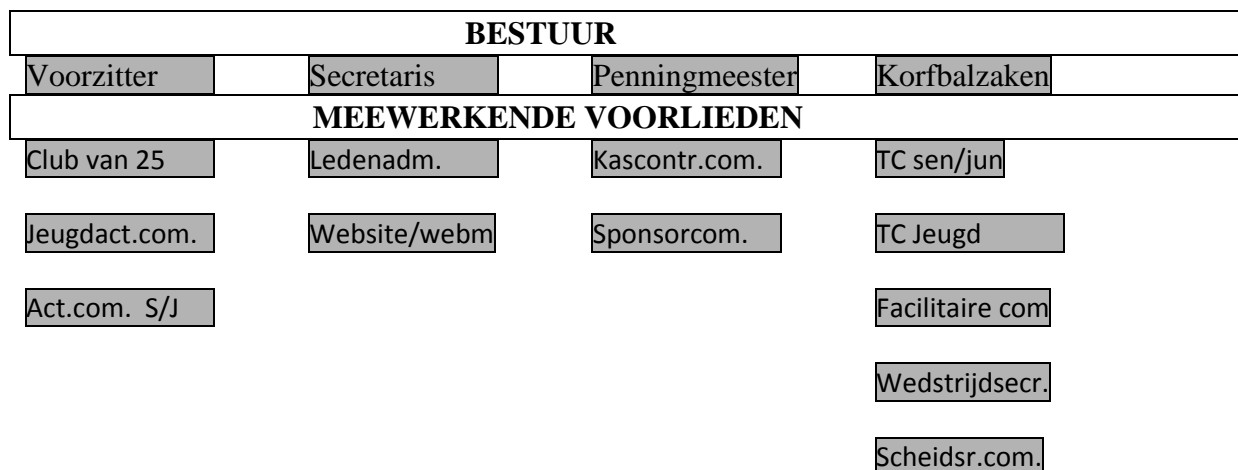 BESTUUR
Voorzitter Secretaris Penningmeester Korfbalzaken
MEEWERKENDE VOORLIEDEN
Club van 25 Ledenadm. Kascontr.com. TC sen/jun
Jeugdact.com. Website/webm Sponsorcom. TC Jeugd
Act.com. S/J Facilitaire com
Wedstrijdsecr.
Scheidsr.com.